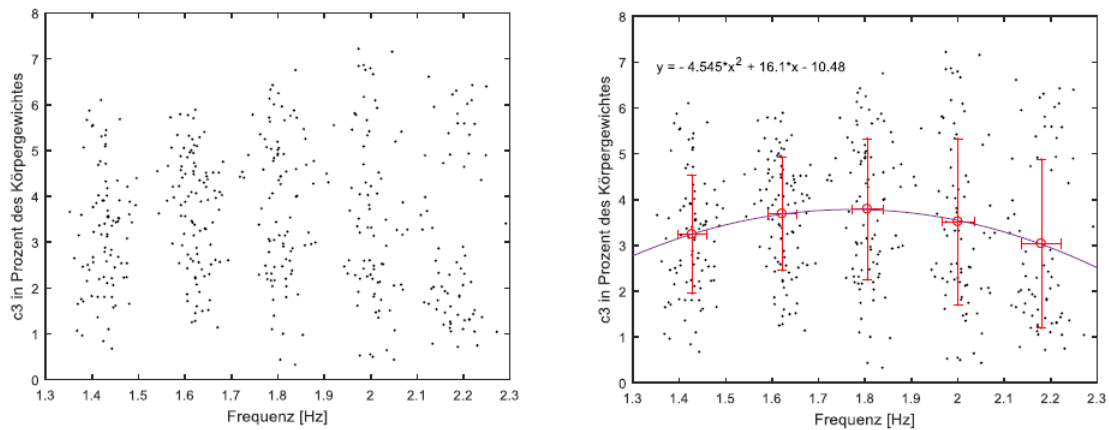 8
7
6
5
4
3
2
1
0
c3 in Prozent des Körpergewichtes
1.3 1.4 1.5 1.6 1.7 1.8 1.9 2 2.1 2.2 2.3
Frequenz [Hz]
8
7
6
5
4
3
2
1
0
c3 in Prozent des Körpergewichtes
y = - 4.545*x² + 16.1*x - 10.48
1.3 1.4 1.5 1.6 1.7 1.8 1.9 2 2.1 2.2 2.3
Frequenz [Hz]